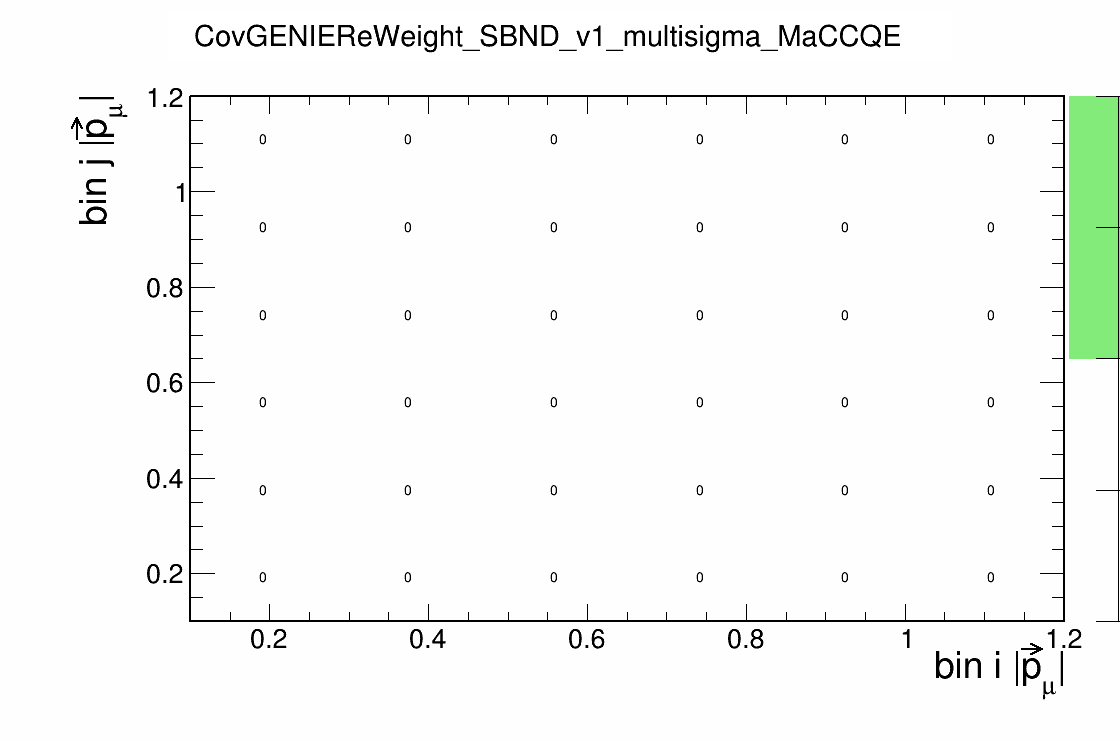 CovGENIEReWeight_SBND_v1_multisigma_MaCCQE
bin j |p⃗μ|
1.2
0 0 0 0 0 0
1
0 0 0 0 0 0
0.8
0 0 0 0 0 0
0.6
0 0 0 0 0 0
0.4
0 0 0 0 0 0
0.2
0 0 0 0 0 0
0.2 0.4 0.6 0.8 1 1.2
bin i |p⃗μ|